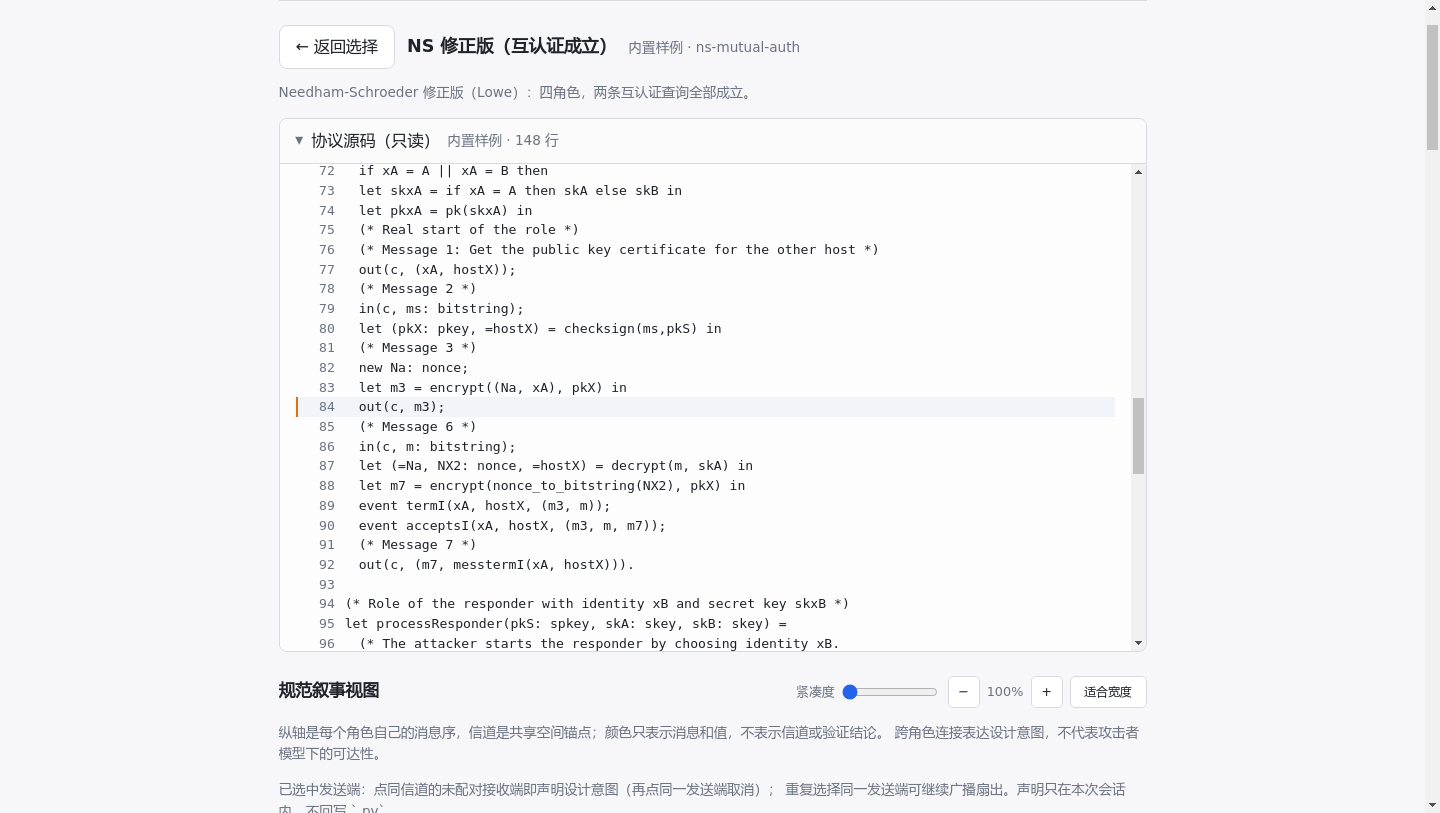 ← 返回选择 NS 修正版（互认证成立） 内置样例 · ns-mutual-auth
Needham-Schroeder 修正版（Lowe）：四角色，两条互认证查询全部成立。
▼ 协议源码（只读） 内置样例 · 148 行
72 if xA = A || xA = B then
73 let skxA = if xA = A then skA else skB in
74 let pkxA = pk(skxA) in
75 (* Real start of the role *)
76 (* Message 1: Get the public key certificate for the other host *)
77 out(c, (xA, hostX));
78 (* Message 2 *)
79 in(c, ms: bitstring);
80 let (pkX: pkey, =hostX) = checksign(ms,pkS) in
81 (* Message 3 *)
82 new Na: nonce;
83 let m3 = encrypt((Na, xA), pkX) in
84 out(c, m3);
85 (* Message 6 *)
86 in(c, m: bitstring);
87 let (=Na, NX2: nonce, =hostX) = decrypt(m, skA) in
88 let m7 = encrypt(nonce_to_bitstring(NX2), pkX) in
89 event termI(xA, hostX, (m3, m));
90 event acceptsI(xA, hostX, (m3, m, m7));
91 (* Message 7 *)
92 out(c, (m7, messtermI(xA, hostX))).
93
94 (* Role of the responder with identity xB and secret key skxB *)
95 let processResponder(pkS: spkey, skA: skey, skB: skey) =
96 (* The attacker starts the responder by choosing identity xB.
规范叙事视图 紧凑度 − 100% + 适合宽度
纵轴是每个角色自己的消息序，信道是共享空间锚点；颜色只表示消息和值，不表示信道或验证结论。 跨角色连接表达设计意图，不代表攻击者
模型下的可达性。
已选中发送端：点同信道的未配对接收端即声明设计意图（再点同一发送端取消）； 重复选择同一发送端可继续广播扇出。声明只在本次会话
内，不回写 `.pv`